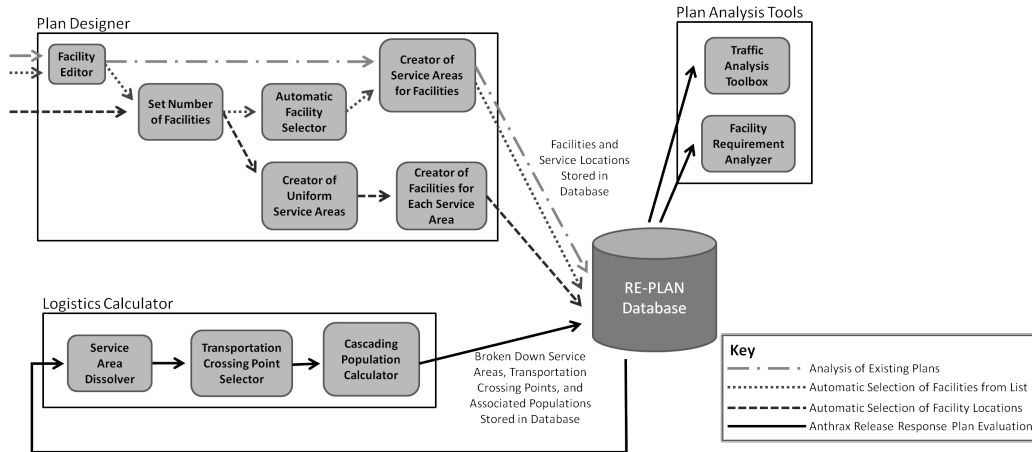 Plan Designer
Facility
Editor
Set Number
of Facilities
Automatic
Facility
Selector
Creator of
Service Areas
for Facilities
Creator of
Uniform
Service Areas
Creator of
Facilities for
Each Service
Area
Plan Analysis Tools
Traffic
Analysis
Toolbox
Facility
Requirement
Analyzer
Facilities and
Service Locations
Stored in
Database
RE-PLAN
Database
Logistics Calculator
Service
Area
Dissolver
Transportation
Crossing Point
Selector
Cascading
Population
Calculator
Broken Down Service
Areas, Transportation
Crossing Points, and
Associated Populations
Stored in Database
Key
Analysis of Existing Plans
Automatic Selection of Facilities from List
Automatic Selection of Facility Locations
Anthrax Release Response Plan Evaluation